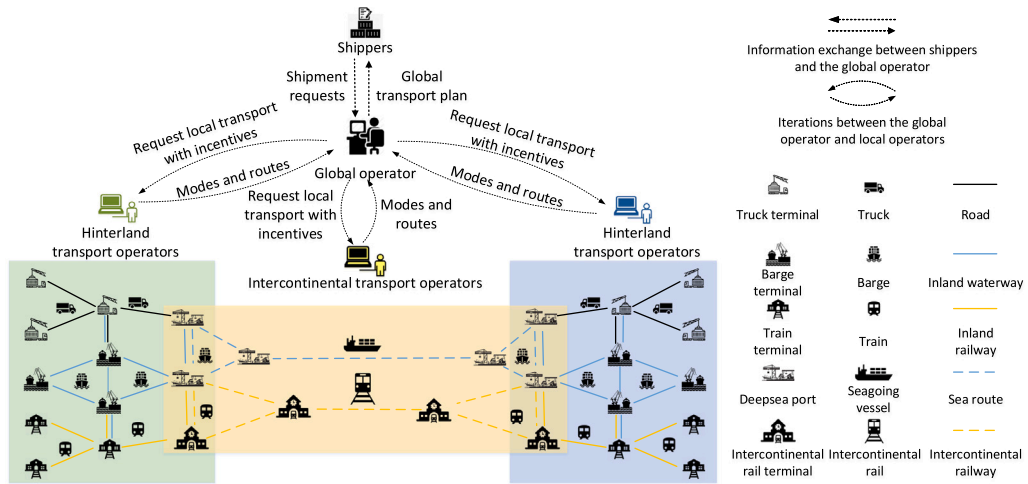 Shippers
Shipment
requests
Global
transport plan
Request local transport
with incentives
Modes and routes
Global operator
Request local transport
with incentives
Modes and routes
Request local
transport with
incentives
Modes and
routes
Hinterland
transport operators
Intercontinental transport operators
Hinterland
transport operators
Information exchange between shippers
and the global operator
Iterations between the global
operator and local operators
Truck terminal
Truck
Road
Barge
terminal
Barge
Inland waterway
Train
terminal
Train
Inland
railway
Deepsea port
Seagoing
vessel
Sea route
Intercontinental
rail terminal
Intercontinental
rail
Intercontinental
railway